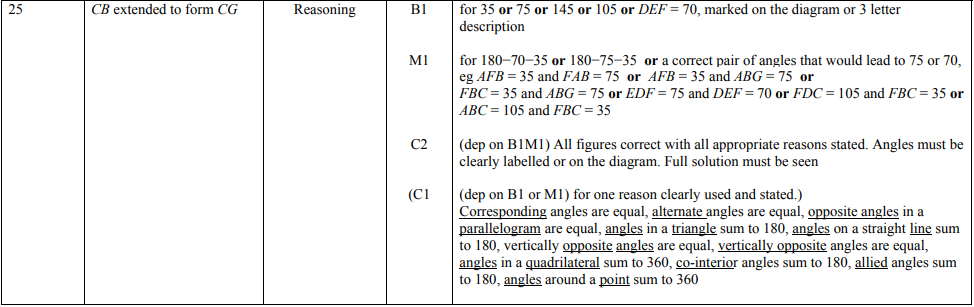 25 CB extended to form CG Reasoning B1 for 35 or 75 or 145 or 105 or DEF = 70, marked on the diagram or 3 letter
description
M1 for 180−70−35 or 180−75−35 or a correct pair of angles that would lead to 75 or 70,
eg AFB = 35 and FAB = 75 or AFB = 35 and ABG = 75 or
FBC = 35 and ABG = 75 or EDF = 75 and DEF = 70 or FDC = 105 and FBC = 35 or
ABC = 105 and FBC = 35
C2 (dep on B1M1) All figures correct with all appropriate reasons stated. Angles must be
clearly labelled or on the diagram. Full solution must be seen
(C1 (dep on B1 or M1) for one reason clearly used and stated.)
Corresponding angles are equal, alternate angles are equal, opposite angles in a
parallelogram are equal, angles in a triangle sum to 180, angles on a straight line sum
to 180, vertically opposite angles are equal, vertically opposite angles are equal,
angles in a quadrilateral sum to 360, co-interior angles sum to 180, allied angles sum
to 180, angles around a point sum to 360